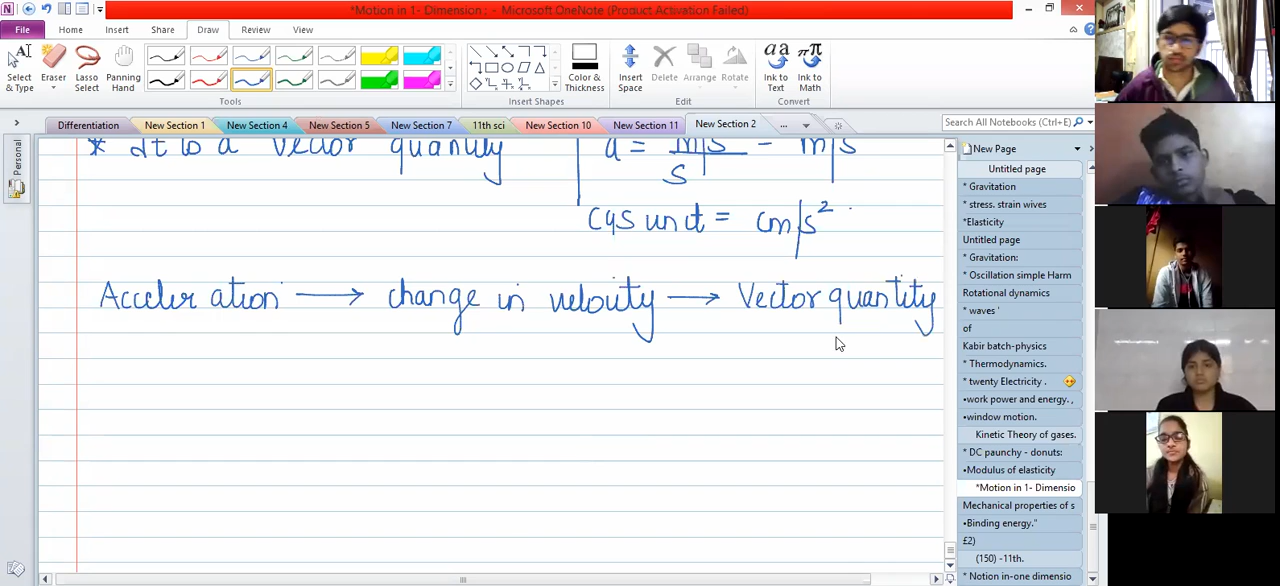 *Motion in 1- Dimension : - Microsoft OneNote (Product Activation Failed)
File Home Insert Share Draw Review View
Select & Type
Eraser
Lasso Select
Panning Hand
Color & Thickness
Insert Space
Delete
Arrange
Rotate
Ink to Text
Ink to Math
Tools Insert Shapes Edit Convert
Differentiation New Section 1 New Section 4 New Section 5 New Section 7 11th sci New Section 10 New Section 11 New Section 2 ...
Search All Notebooks (Ctrl+E)
Personal
* It is a vector quantity
a = m/s = m/s
s
CGS unit = cm/s²
Acceleration → change in velouity → Vector quantity
New Page
Untitled page
* Gravitation
* stress. strain wives
*Elasticity
Untitled page
* Gravitation:
* Oscillation simple Harm
Rotational dynamics
* waves '
of
Kabir batch-physics
* Thermodynamics.
* twenty Electricity .
•work power and energy. ,
•window motion.
Kinetic Theory of gases.
* DC paunchy - donuts:
•Modulus of elasticity
*Motion in 1- Dimensio
Mechanical properties of s
•Binding energy."
£2)
(150) -11th.
* Notion in-one dimensio